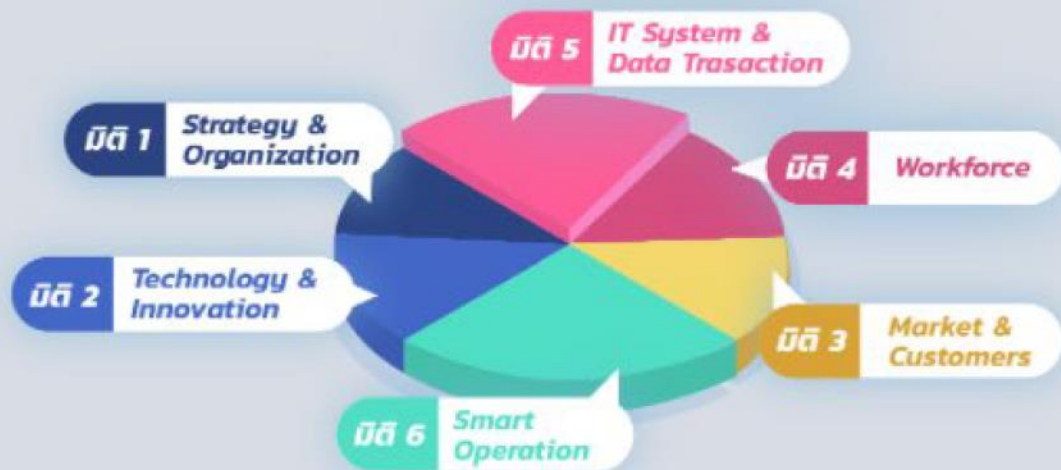 มิติ 5
IT System &
Data Trasaction
มิติ 1
Strategy &
Organization
มิติ 4
Workforce
มิติ 2
Technology &
Innovation
มิติ 3
Market &
Customers
มิติ 6
Smart
Operation